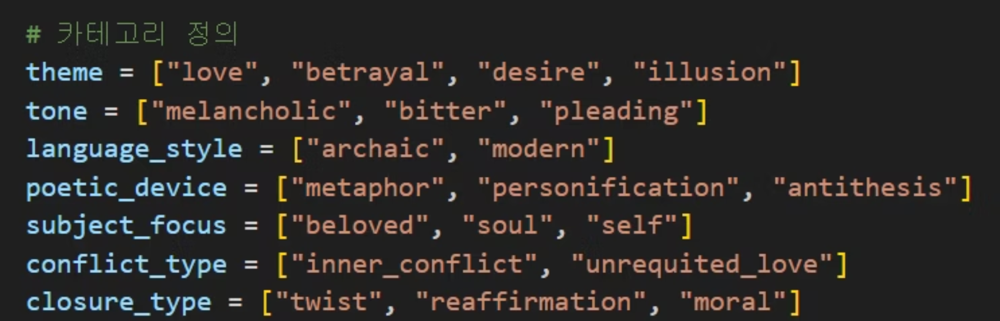 # 카테고리 정의
theme = ["love", "betrayal", "desire", "illusion"]
tone = ["melancholic", "bitter", "pleading"]
language_style = ["archaic", "modern"]
poetic_device = ["metaphor", "personification", "antithesis"]
subject_focus = ["beloved", "soul", "self"]
conflict_type = ["inner_conflict", "unrequited_love"]
closure_type = ["twist", "reaffirmation", "moral"]